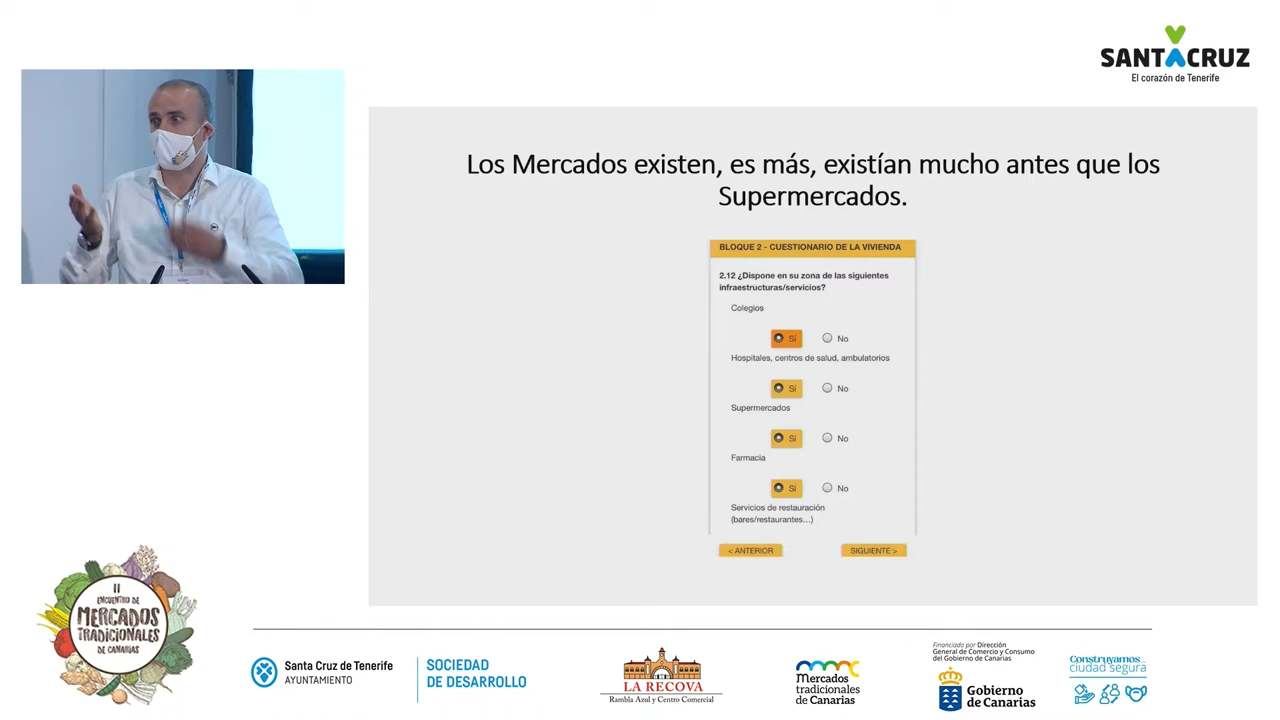 SANTACRUZ
El corazón de Tenerife
Los Mercados existen, es más, existían mucho antes que los
Supermercados.
BLOQUE 2 - CUESTIONARIO DE LA VIVIENDA
2.12 ¿Dispone en su zona de las siguientes
infraestructuras/servicios?
Colegios
Sí No
Hospitales, centros de salud, ambulatorios
Sí No
Supermercados
Sí No
Farmacia
Sí No
Servicios de restauración
(bares/restaurantes...)
< ANTERIOR SIGUIENTE >
II
ENCUENTRO DE
MERCADOS
TRADICIONALES
DE CANARIAS
Santa Cruz de Tenerife
AYUNTAMIENTO
SOCIEDAD
DE DESARROLLO
LA RECOVA
Rambla Azul y Centro Comercial
Mercados
tradicionales
de Canarias
Financiado por Dirección
General de Comercio y Consumo
del Gobierno de Canarias
Gobierno
de Canarias
Construyamos...
ciudad segura